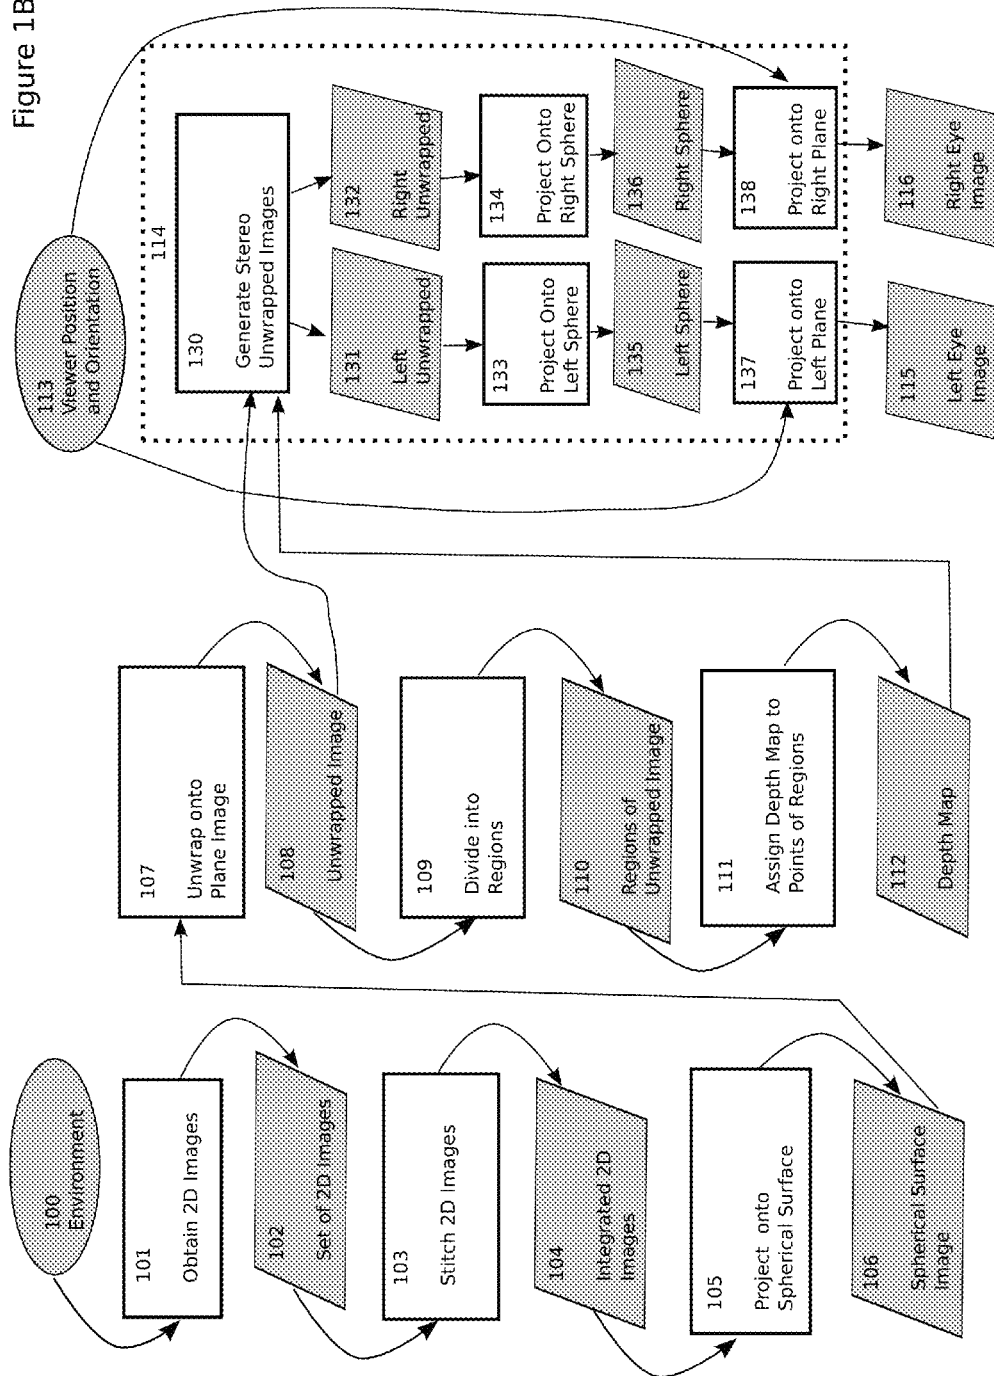 Figure 1B
100
Environment
101
Obtain 2D Images
102
Set of 2D Images
103
Stitch 2D Images
104
Integrated 2D
Images
105
Project onto
Spherical Surface
106
Spherical Surface
Image
107
Unwrap onto
Plane Image
108
Unwrapped Image
109
Divide into
Regions
110
Regions of
Unwrapped Image
111
Assign Depth Map to
Points of Regions
112
Depth Map
113
Viewer Position
and Orientation
114
130
Generate Stereo
Unwrapped Images
131
Left
Unwrapped
132
Right
Unwrapped
133
Project Onto
Left Sphere
134
Project Onto
Right Sphere
135
Left Sphere
136
Right Sphere
137
Project onto
Left Plane
138
Project onto
Right Plane
115
Left Eye
Image
116
Right Eye
Image